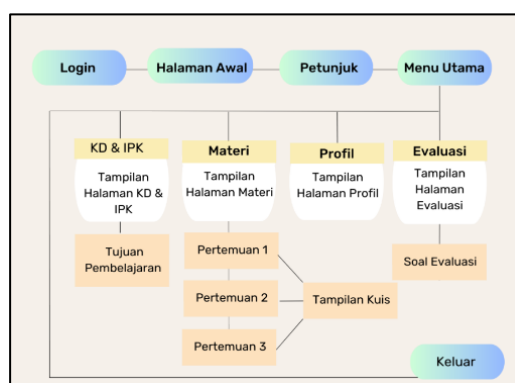 Login
Halaman Awal
Petunjuk
Menu Utama
KD & IPK
Tampilan
Halaman KD &
IPK
Tujuan
Pembelajaran
Materi
Tampilan
Halaman Materi
Pertemuan 1
Pertemuan 2
Pertemuan 3
Tampilan Kuis
Profil
Tampilan
Halaman Profil
Evaluasi
Tampilan
Halaman
Evaluasi
Soal Evaluasi
Keluar